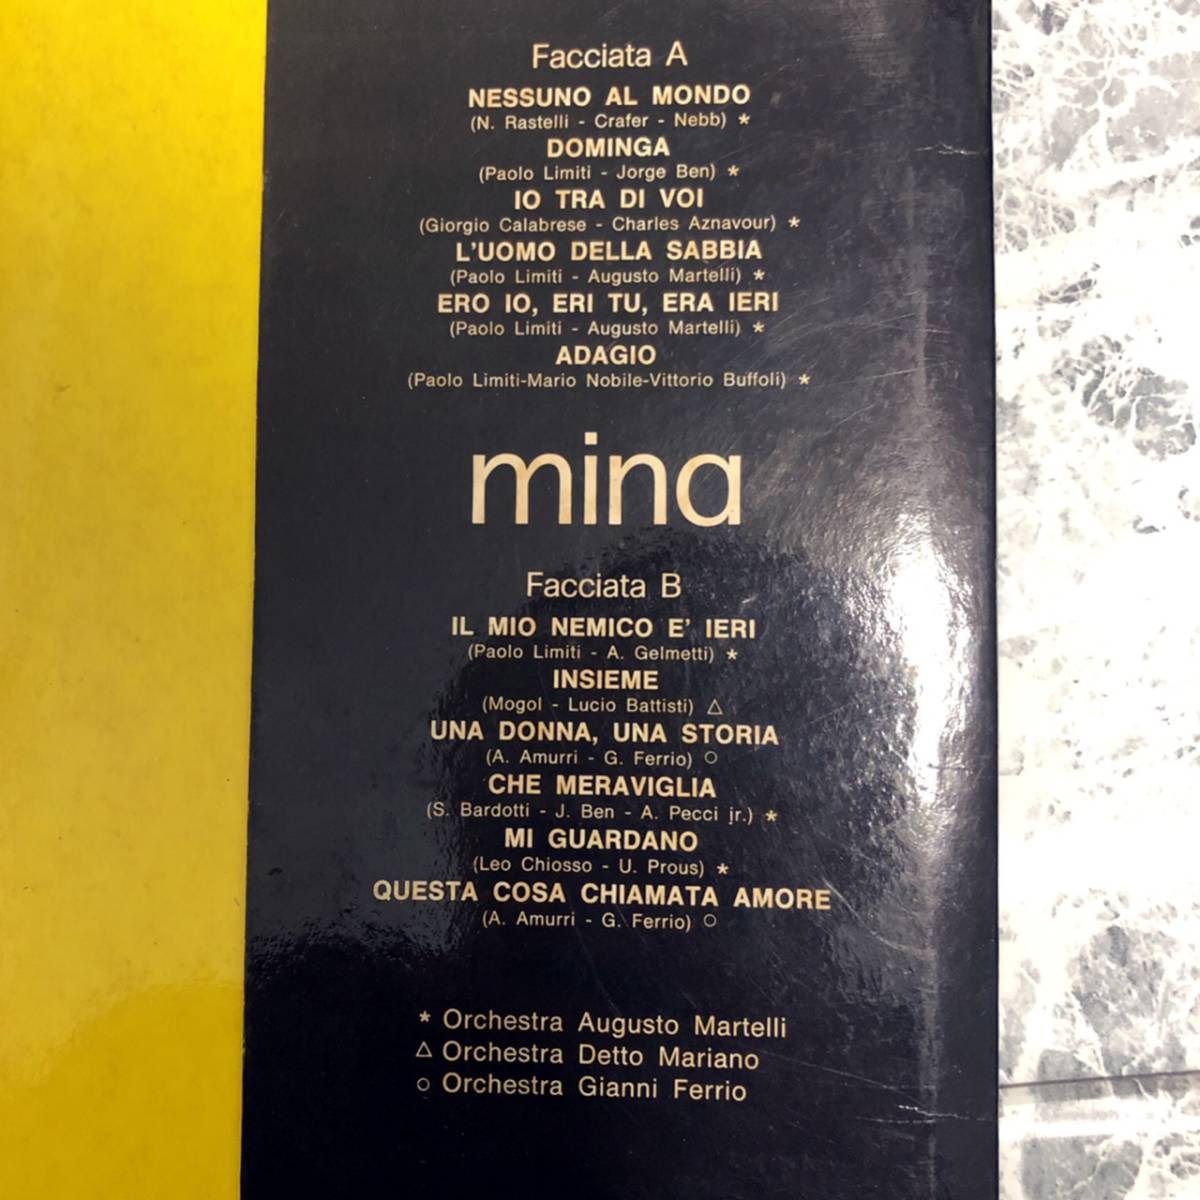 Facciata A
NESSUNO AL MONDO
(N. Rastelli - Crafer - Nebb) *
DOMINGA
(Paolo Limiti - Jorge Ben) *
IO TRA DI VOI
(Giorgio Calabrese - Charles Aznavour) *
L'UOMO DELLA SABBIA
(Paolo Limiti - Augusto Martelli) *
ERO IO, ERI TU, ERA IERI
(Paolo Limiti - Augusto Martelli) *
ADAGIO
(Paolo Limiti-Mario Nobile-Vittorio Buffoli) *
mina
Facciata B
IL MIO NEMICO E' IERI
(Paolo Limiti - A. Gelmetti) *
INSIEME
(Mogol - Lucio Battisti) △
UNA DONNA, UNA STORIA
(A. Amurri - G. Ferrio) ○
CHE MERAVIGLIA
(S. Bardotti - J. Ben - A. Pecci jr.) *
MI GUARDANO
(Leo Chiosso - U. Prous) *
QUESTA COSA CHIAMATA AMORE
(A. Amurri - G. Ferrio) ○
* Orchestra Augusto Martelli
△ Orchestra Detto Mariano
○ Orchestra Gianni Ferrio